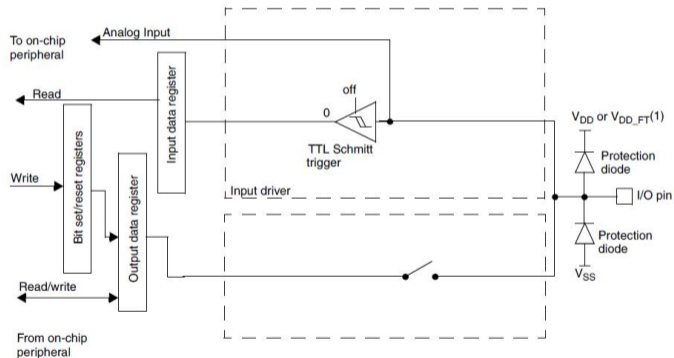 To on-chip
peripheral
Analog Input
Read
Input data register
off
0
TTL Schmitt
trigger
Input driver
VDD or VDD_FT(1)
Protection
diode
I/O pin
Protection
diode
VSS
Write
Bit set/reset registers
Output data register
Read/write
From on-chip
peripheral